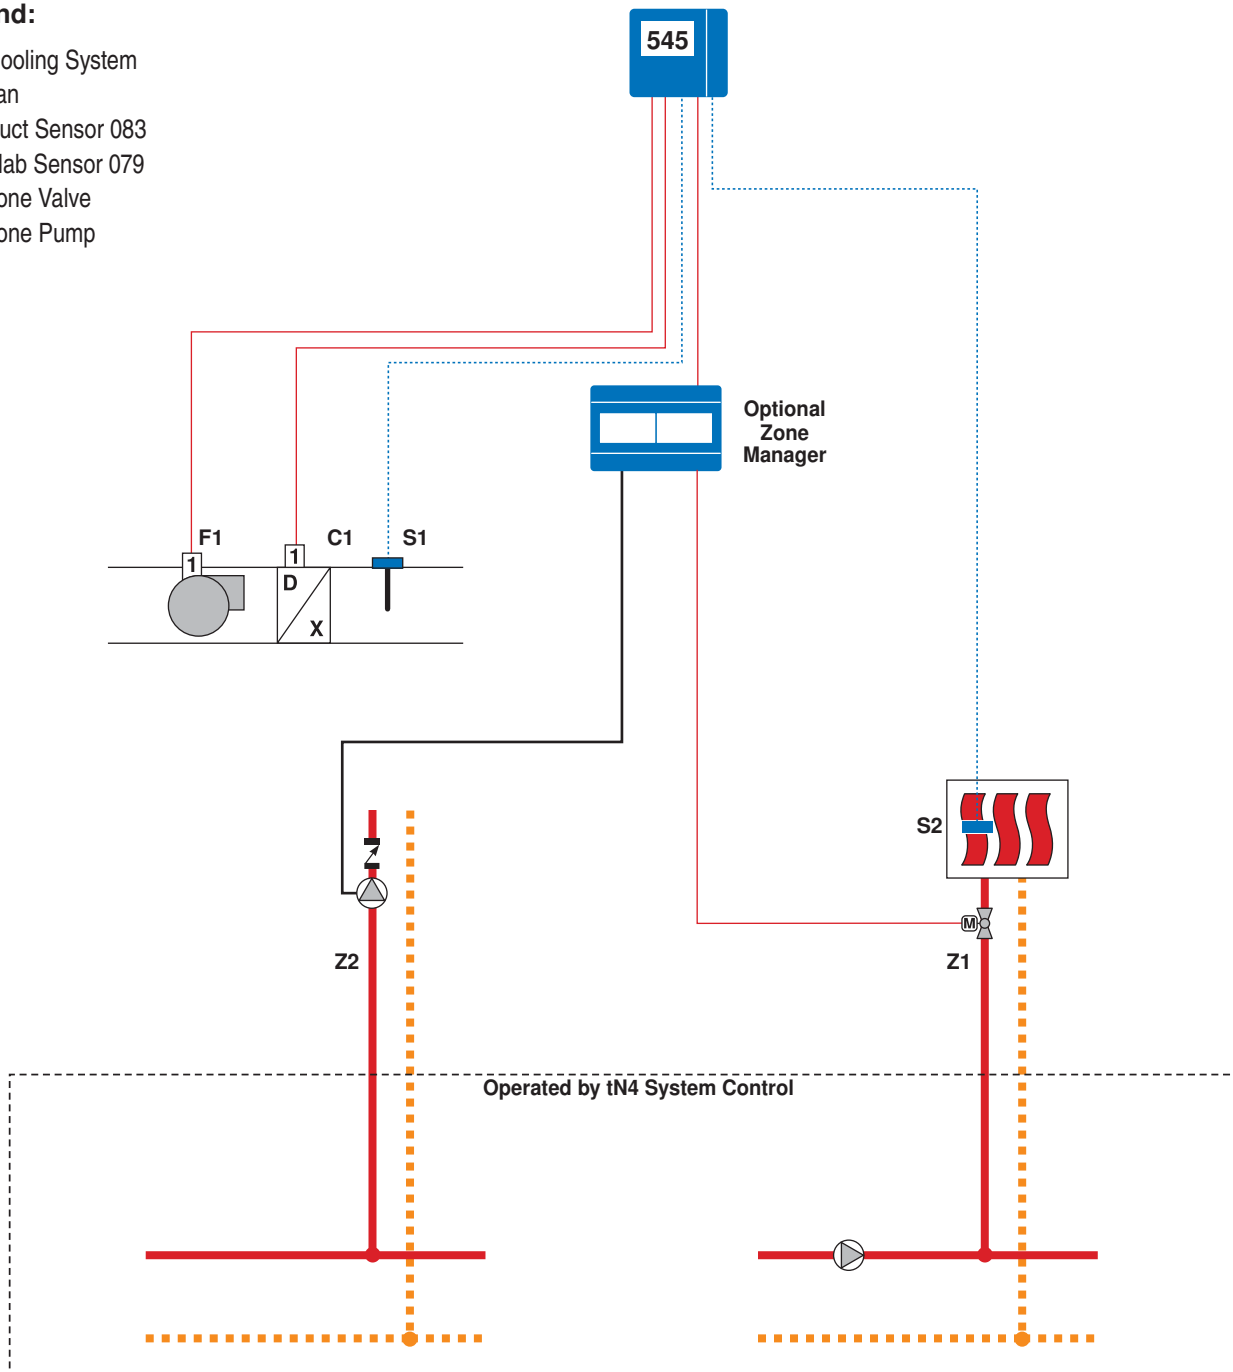 nd:
ooling System
an
uct Sensor 083
lab Sensor 079
one Valve
one Pump
545
Optional
Zone
Manager
F1
C1
S1
1
1
D
X
S2
M
Z2
Z1
Operated by tN4 System Control